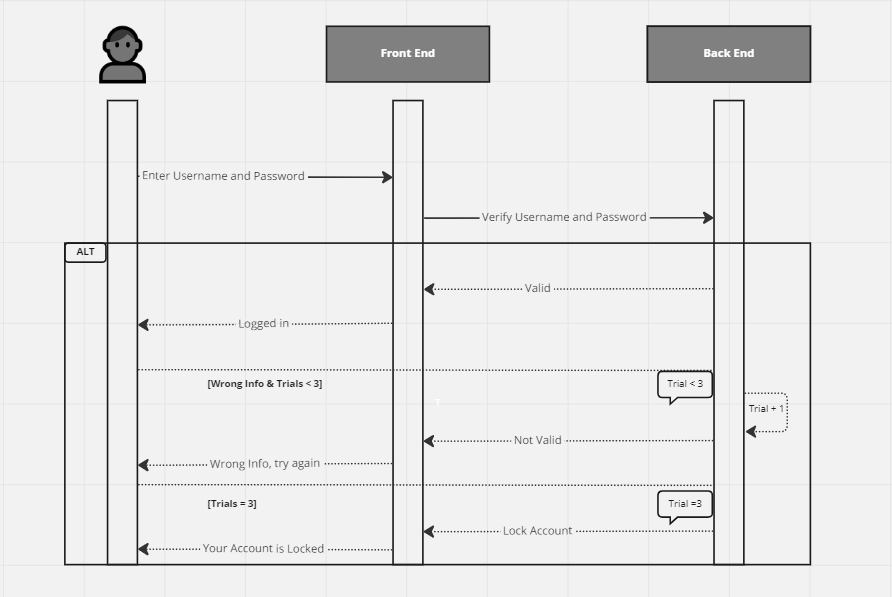 Front End
Back End
Enter Username and Password
Verify Username and Password
ALT
Valid
Logged in
[Wrong Info & Trials < 3]
Trial < 3
T
Trial + 1
Not Valid
Wrong Info, try again
[Trials = 3]
Trial =3
Lock Account
Your Account is Locked